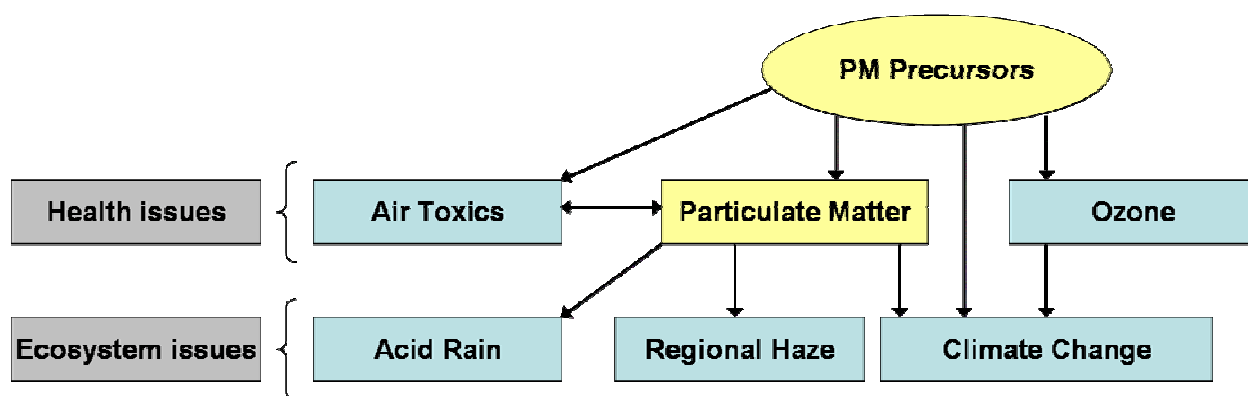 PM Precursors
Health issues
Air Toxics
Particulate Matter
Ozone
Ecosystem issues
Acid Rain
Regional Haze
Climate Change